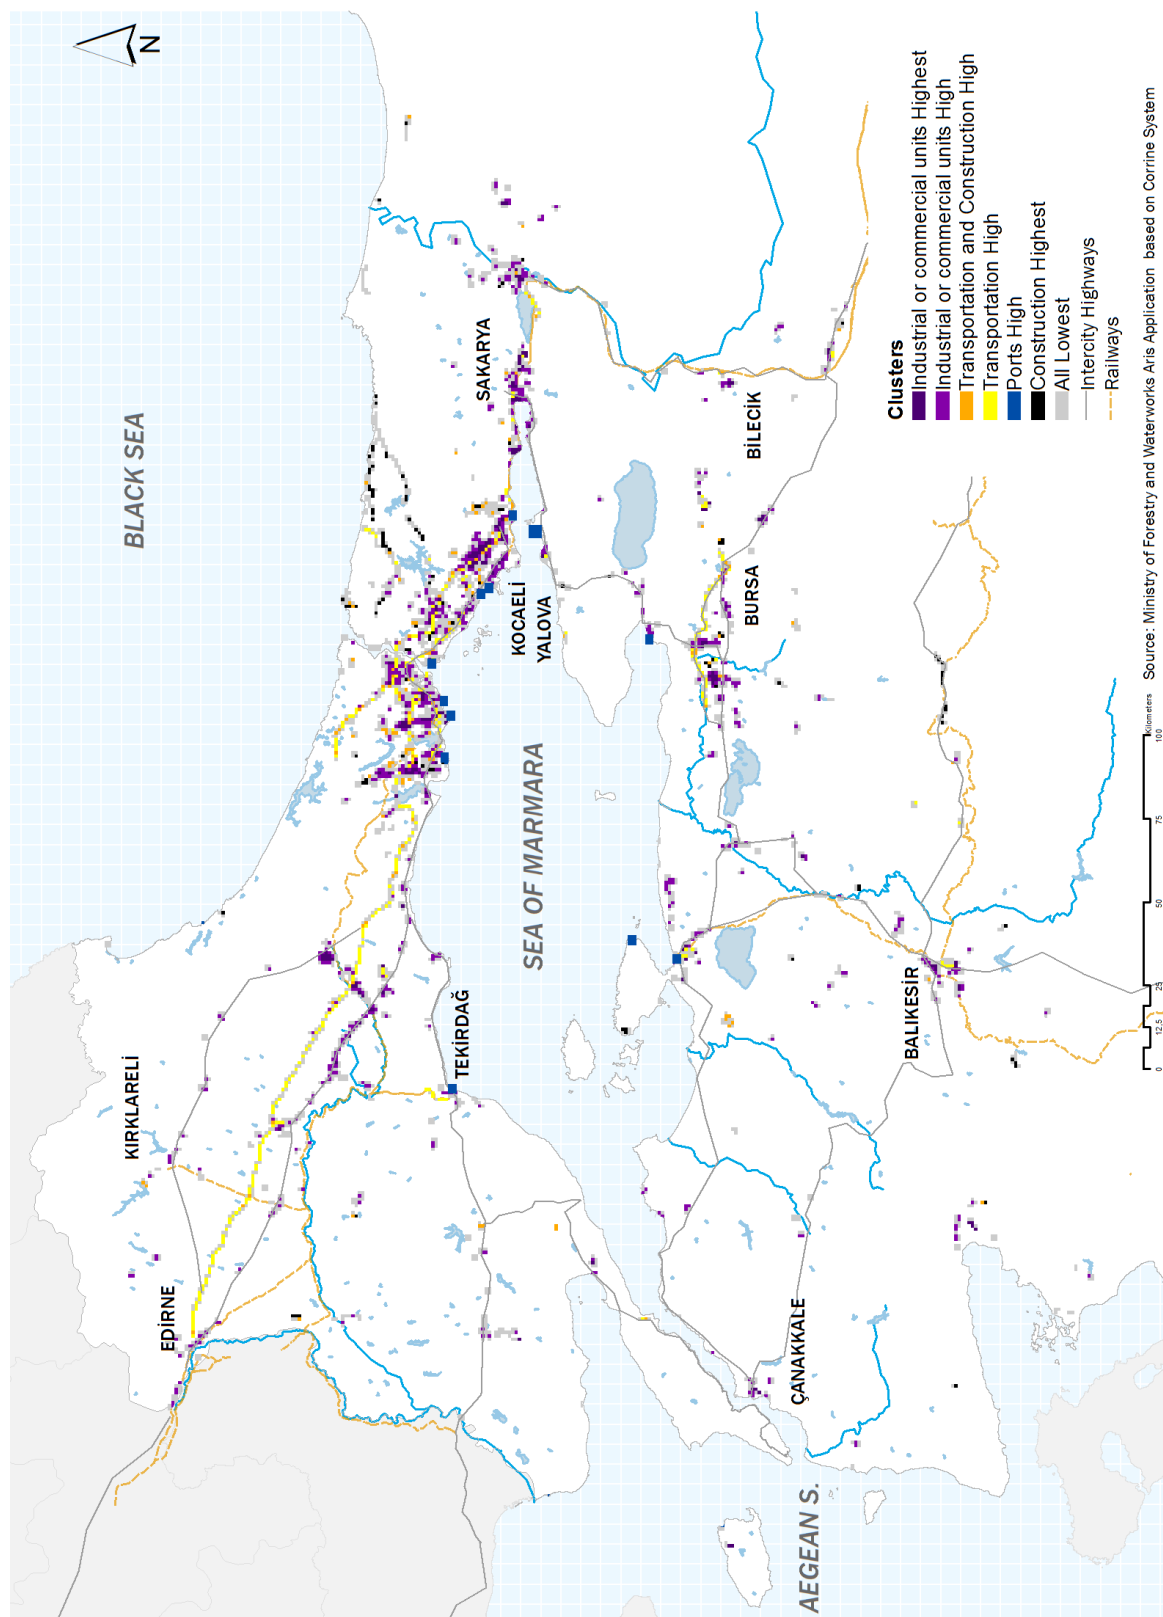 N
BLACK SEA
KIRKLARELİ
EDİRNE
SAKARYA
TEKİRDAĞ
KOCAELİ
YALOVA
SEA OF MARMARA
BİLECİK
BURSA
ÇANAKKALE
BALIKESİR
AEGEAN S.
Clusters
Industrial or commercial units Highest
Industrial or commercial units High
Transportation and Construction High
Transportation High
Ports High
Construction Highest
All Lowest
Intercity Highways
Railways
Kilometers
0 12,5 25 50 75 100
Source: Ministry of Forestry and Waterworks Aris Application based on Corrine System